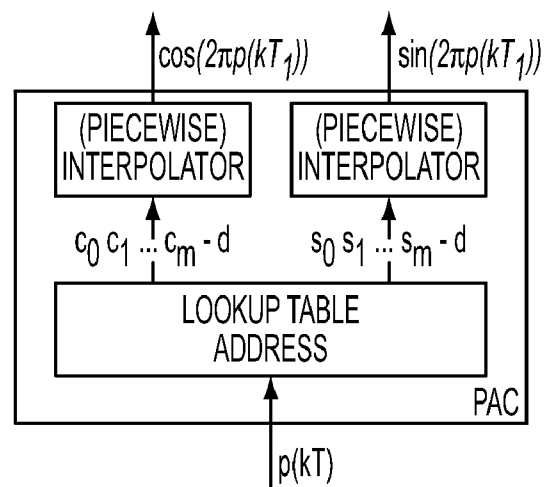 cos(2πp(kT₁)) sin(2πp(kT₁))
(PIECEWISE) INTERPOLATOR
(PIECEWISE) INTERPOLATOR
c₀ c₁ ... cₘ - d s₀ s₁ ... sₘ - d
LOOKUP TABLE
ADDRESS
PAC
p(kT)